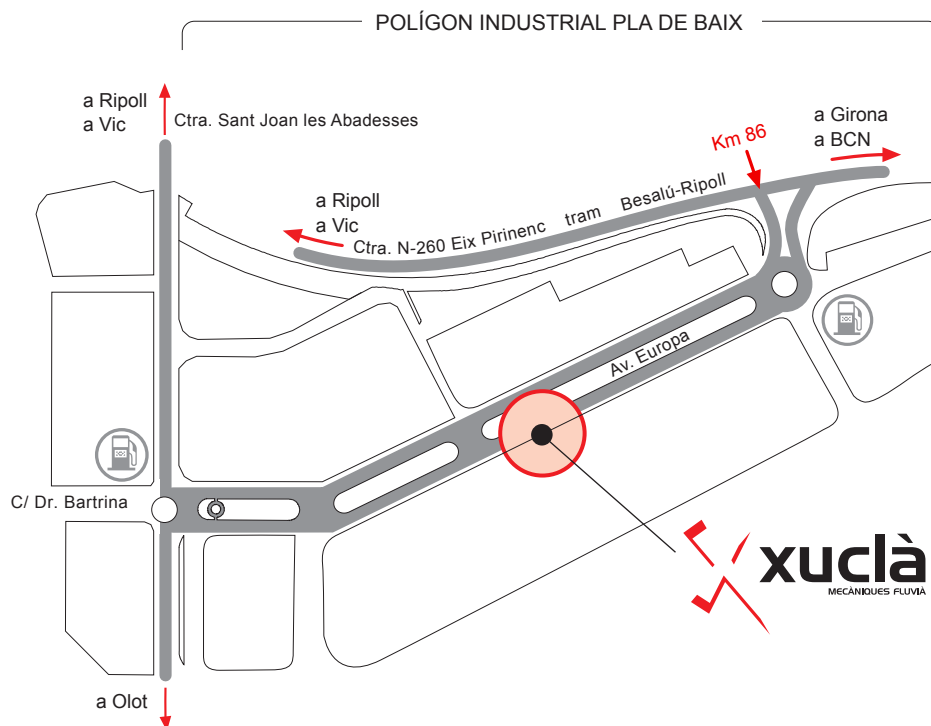 POLÍGON INDUSTRIAL PLA DE BAIX
a Ripoll
a Vic
Ctra. Sant Joan les Abadesses
a Girona
a BCN
Km 86
a Ripoll
a Vic
Ctra. N-260 Eix Pirinenc tram Besalú-Ripoll
Av. Europa
C/ Dr. Bartrina
xuclà
MECÀNIQUES FLUVIÀ
a Olot